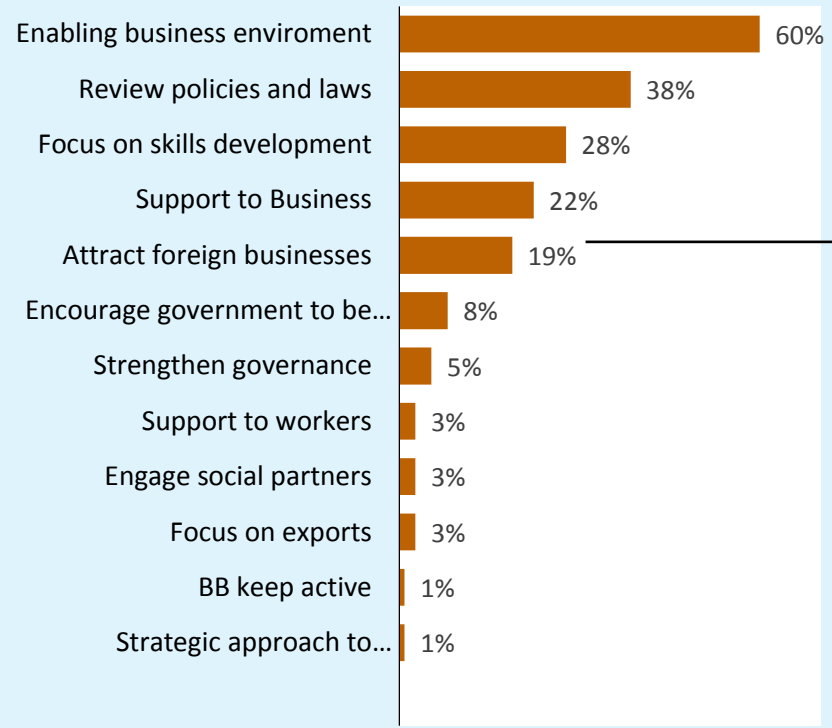 Enabling business enviroment 60%
Review policies and laws 38%
Focus on skills development 28%
Support to Business 22%
Attract foreign businesses 19%
Encourage government to be... 8%
Strengthen governance 5%
Support to workers 3%
Engage social partners 3%
Focus on exports 3%
BB keep active 1%
Strategic approach to... 1%